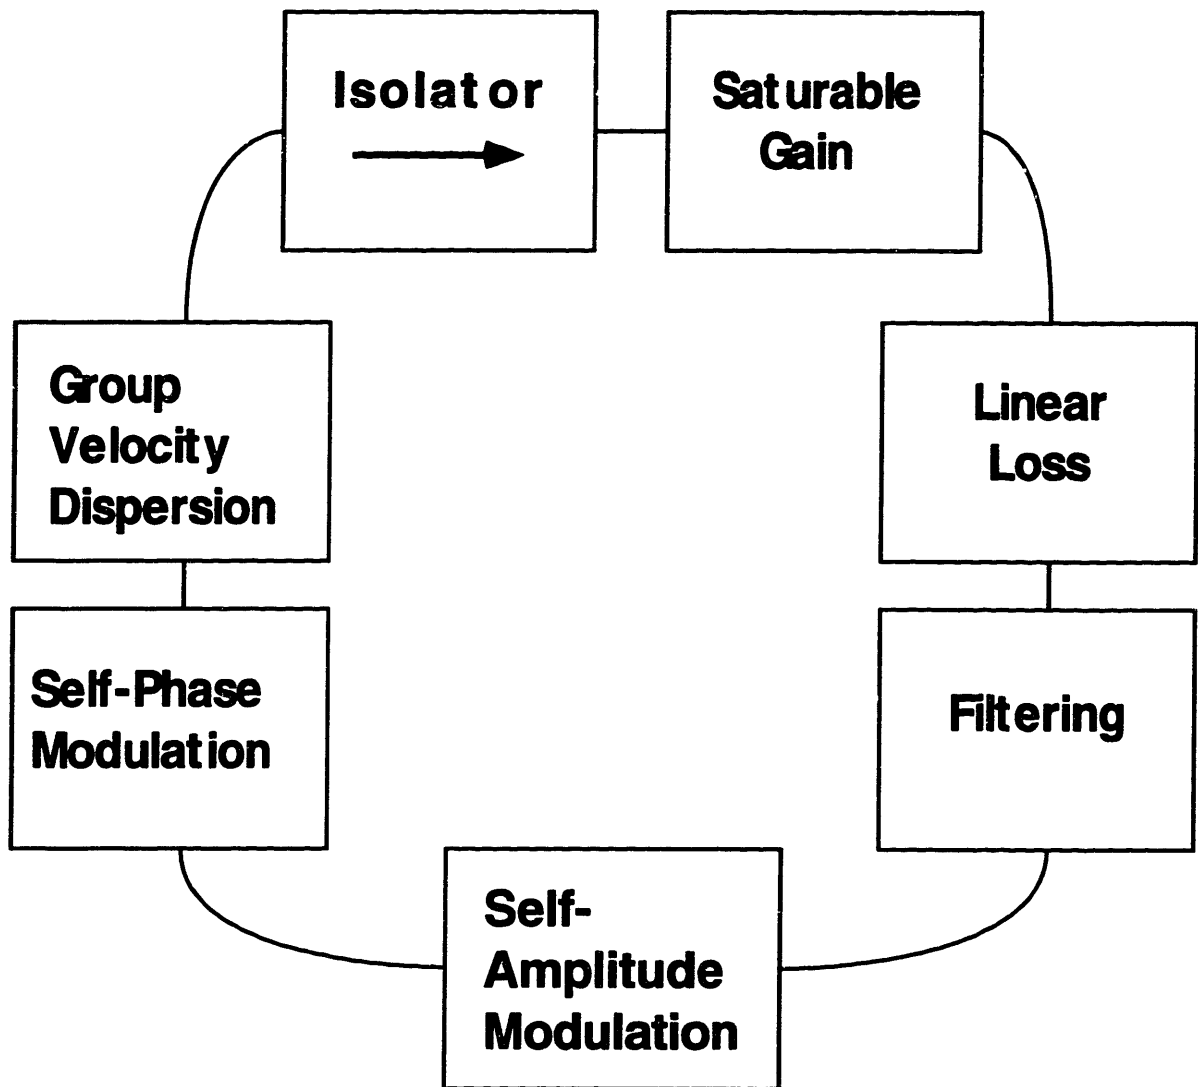 Isolator
Saturable
Gain
Group
Velocity
Dispersion
Linear
Loss
Self-Phase
Modulation
Filtering
Self-
Amplitude
Modulation